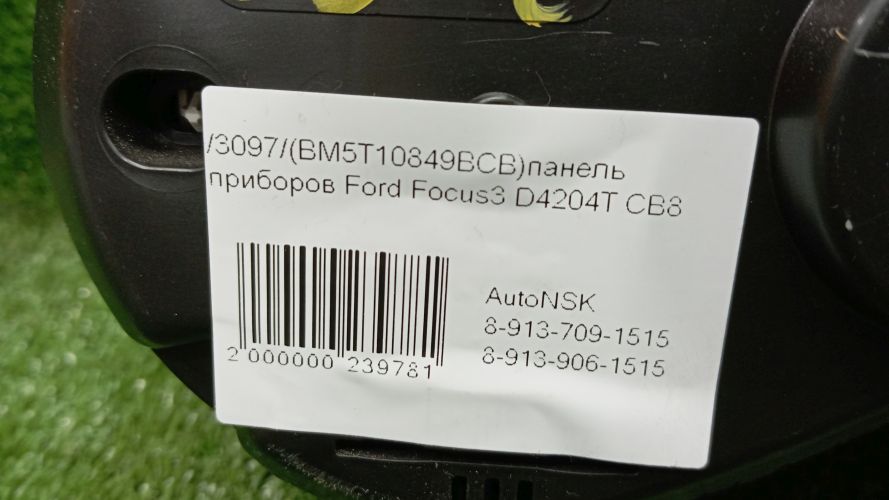 /3097/(BM5T10849BCB)панель
приборов Ford Focus3 D4204T CB8
AutoNSK
8-913-709-1515
8-913-906-1515
2 000000 239781